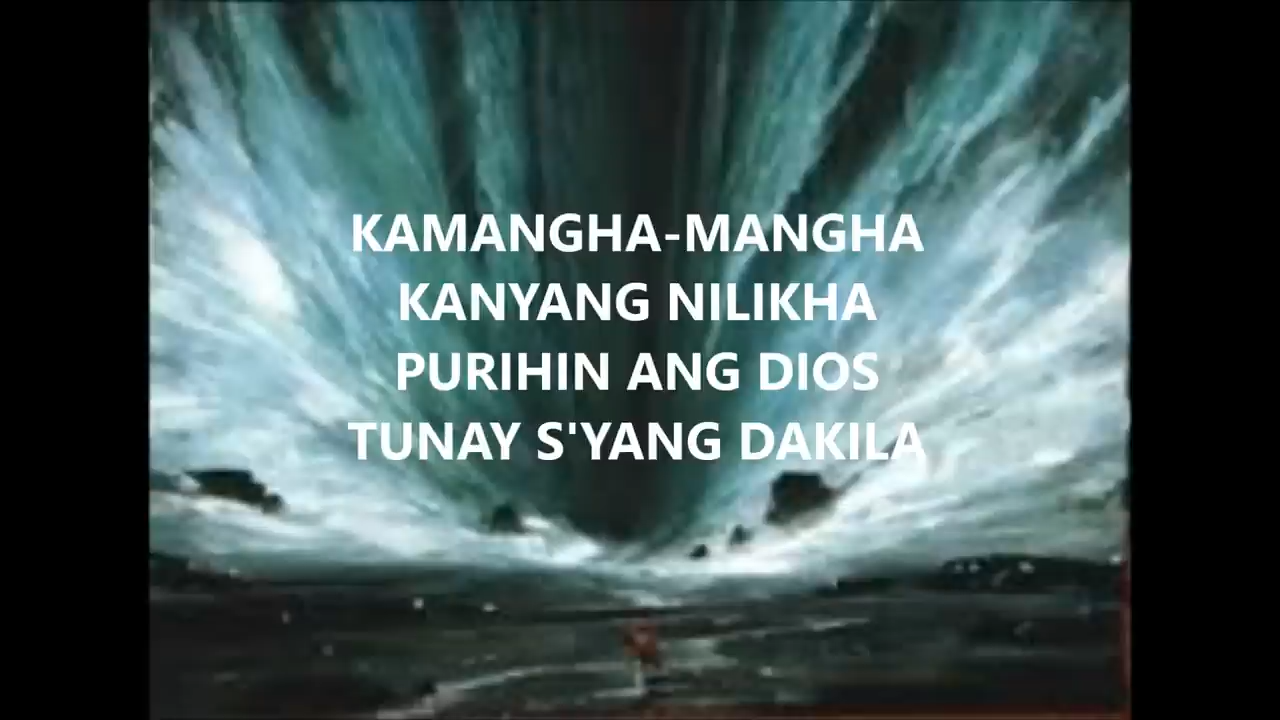 KAMANGHA-MANGHA
KANYANG NILIKHA
PURIHIN ANG DIOS
TUNAY S'YANG DAKILA